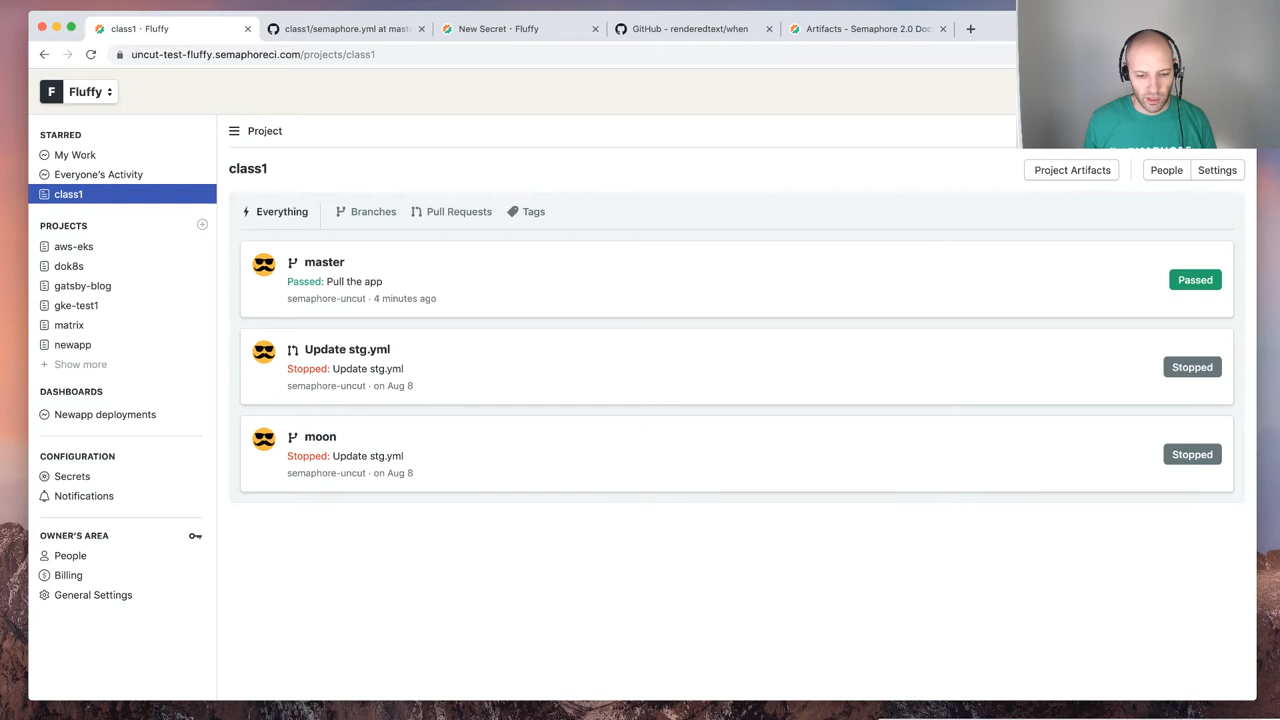 class1 · Fluffy
class1/semaphore.yml at mast
New Secret · Fluffy
GitHub - renderedtext/when
Artifacts - Semaphore 2.0 Doc
uncut-test-fluffy.semaphoreci.com/projects/class1
F Fluffy
STARRED
My Work
Everyone's Activity
class1
PROJECTS
aws-eks
dok8s
gatsby-blog
gke-test1
matrix
newapp
+ Show more
DASHBOARDS
Newapp deployments
CONFIGURATION
Secrets
Notifications
OWNER'S AREA
People
Billing
General Settings
Project
class1
Project Artifacts
People
Settings
Everything
Branches
Pull Requests
Tags
master
Passed: Pull the app
semaphore-uncut · 4 minutes ago
Passed
Update stg.yml
Stopped: Update stg.yml
semaphore-uncut · on Aug 8
Stopped
moon
Stopped: Update stg.yml
semaphore-uncut · on Aug 8
Stopped